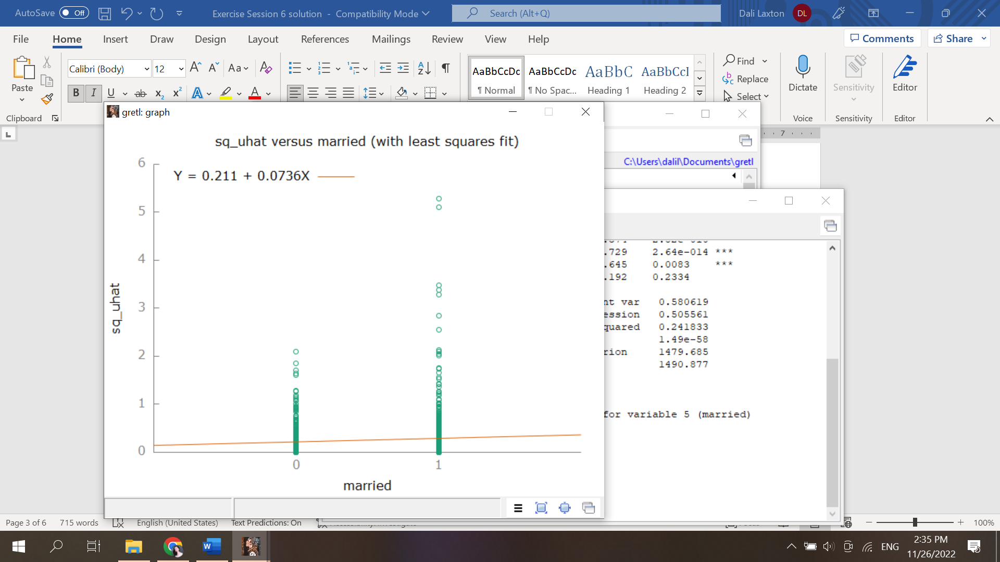 AutoSave Off Exercise Session 6 solution - Compatibility Mode Search (Alt+Q) Dali Laxton DL
File Home Insert Draw Design Layout References Mailings Review View Help Comments Share
Paste
Calibri (Body) 12 Aa
B I U ab x2 x2 A A
AaBbCcDc AaBbCcDc AaBbC AaBbCcI
¶ Normal ¶ No Spac... Heading 1 Heading 2
Find
Replace
Select
Dictate
Sensitivity
Editor
Clipboard Voice Sensitivity Editor
7
gretl: graph
sq_uhat versus married (with least squares fit)
Y = 0.211 + 0.0736X
6
5
4
3
2
1
0
sq_uhat
0 1
married
C:\Users\dalil\Documents\gretl
.729 2.64e-014 ***
.645 0.0083 ***
.192 0.2334
nt var 0.580619
ession 0.505561
quared 0.241833
1.49e-58
rion 1479.685
1490.877
for variable 5 (married)
Page 3 of 6 715 words English (United States) Text Predictions: On 100%
ENG
2:35 PM
11/26/2022